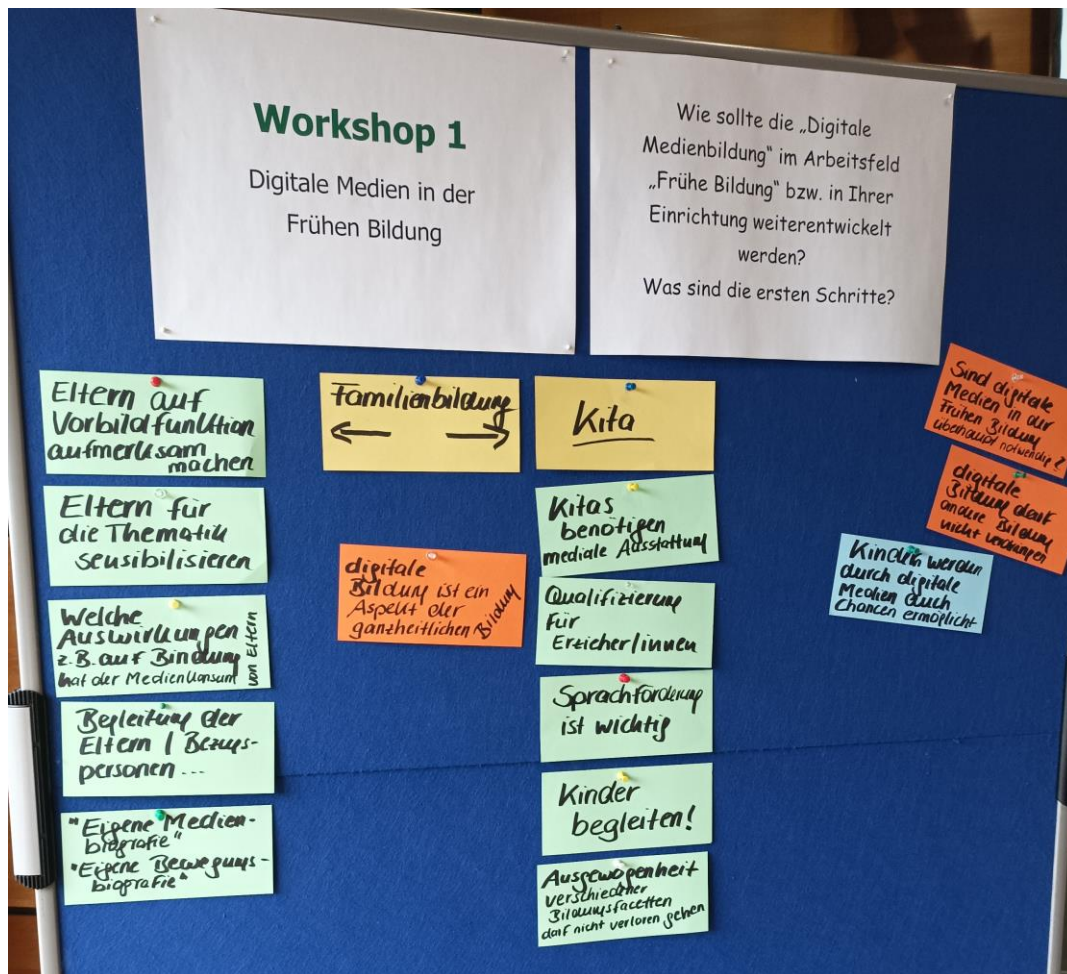 Workshop 1
Digitale Medien in der
Frühen Bildung
Wie sollte die „Digitale
Medienbildung" im Arbeitsfeld
„Frühe Bildung" bzw. in Ihrer
Einrichtung weiterentwickelt
werden?
Was sind die ersten Schritte?
Eltern auf
Vorbildfunktion
aufmerksam
machen
Eltern für
die Thematik
sensibilisieren
Welche
Auswirkungen
z.B. auf Bindung
hat der Medienkonsum
von Eltern
Begleitung der
Eltern / Bezugs-
personen ...
"Eigene Medien-
biografie"
"Eigene Bewegungs-
biografie"
Familienbildung
← →
digitale
Bildung ist ein
Aspekt der
ganzheitlichen Bildung
Kita
Kitas
benötigen
mediale Ausstattung
Qualifizierung
für
Erzieher/innen
Sprachförderung
ist wichtig
Kinder
begleiten!
Ausgewogenheit
verschiedener
Bildungsfacetten
darf nicht verloren gehen
Sind digitale
Medien in der
Frühen Bildung
überhaupt notwendig?
digitale
Bildung darf
andere Bildung
nicht verdrängen
Kindern werden
durch digitale
Medien auch
Chancen ermöglicht